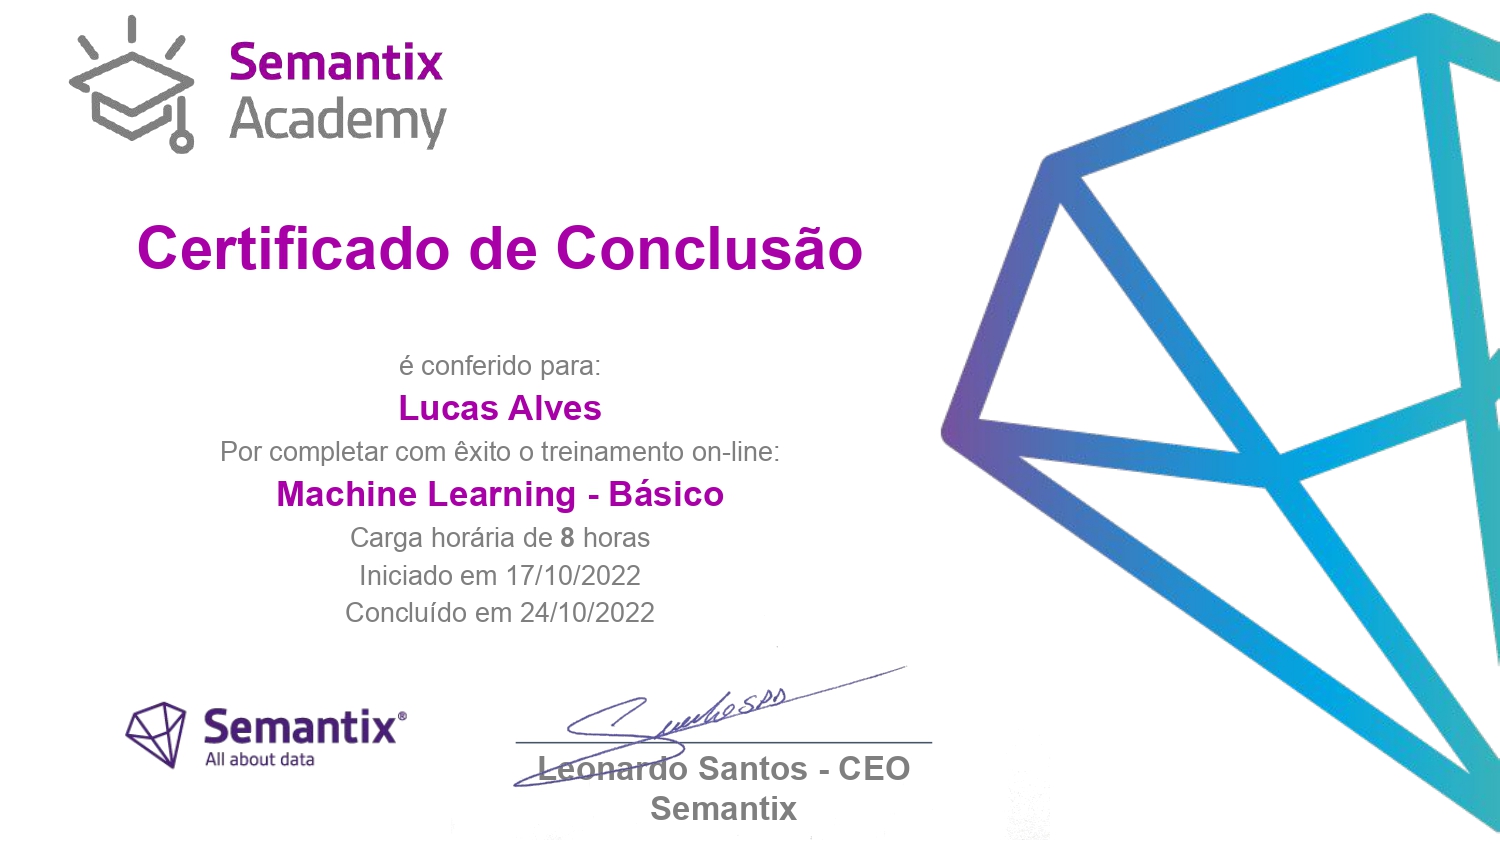 Semantix
Academy
Certificado de Conclusão
é conferido para:
Lucas Alves
Por completar com êxito o treinamento on-line:
Machine Learning - Básico
Carga horária de 8 horas
Iniciado em 17/10/2022
Concluído em 24/10/2022
Semantix®
All about data
Leonardo Santos - CEO
Semantix